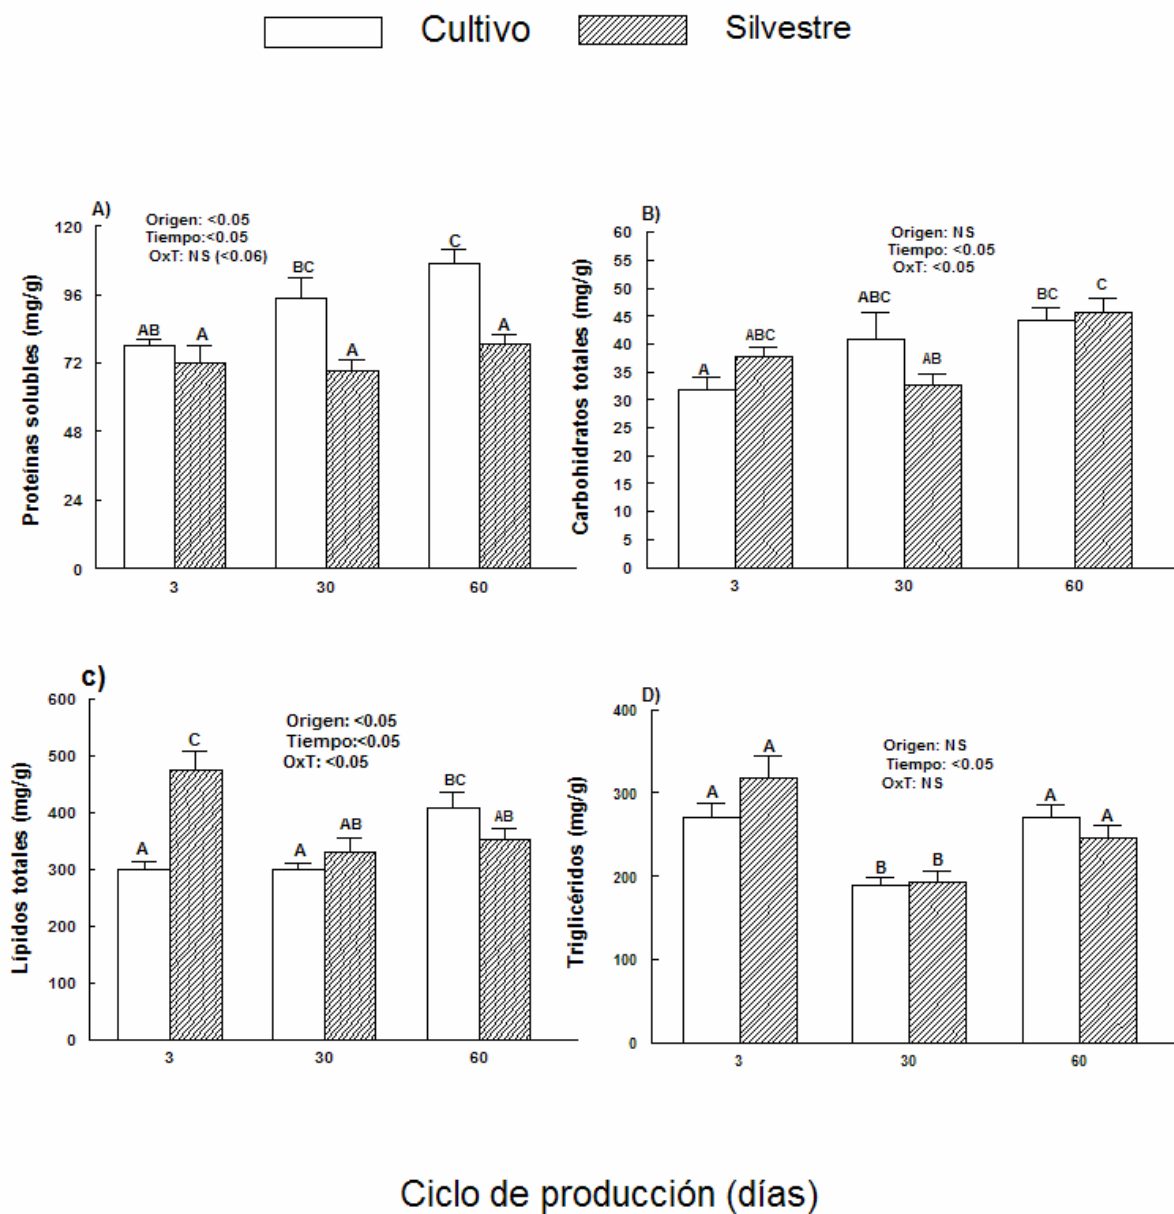 Cultivo Silvestre
A)
Origen: <0.05
Tiempo:<0.05
OxT: NS (<0.06)
Proteínas solubles (mg/g)
120
96
72
48
24
0
AB A BC A C A
3 30 60
B)
Origen: NS
Tiempo: <0.05
OxT: <0.05
Carbohidratos totales (mg/g)
60
55
50
45
40
35
30
25
20
15
10
5
0
A ABC ABC AB BC C
3 30 60
c)
Origen: <0.05
Tiempo:<0.05
OxT: <0.05
Lípidos totales (mg/g)
600
500
400
300
200
100
0
A C A AB BC AB
3 30 60
D)
Origen: NS
Tiempo: <0.05
OxT: NS
Triglicéridos (mg/g)
400
300
200
100
0
A A B B A A
3 30 60
Ciclo de producción (días)